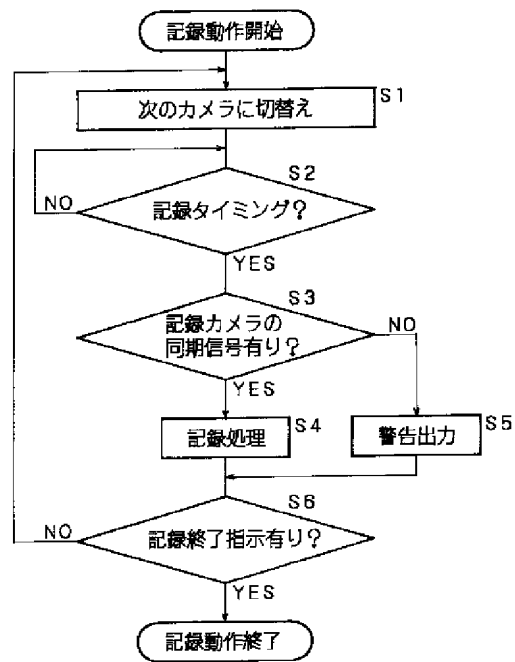 記録動作開始
次のカメラに切替え
S1
S2
記録タイミング?
NO
YES
S3
記録カメラの
同期信号有り?
NO
YES
記録処理
S4
警告出力
S5
S6
記録終了指示有り?
NO
YES
記録動作終了